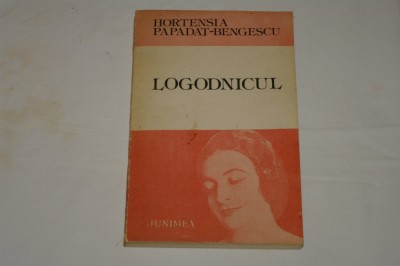 HORTENSIA
PAPADAT-BENGESCU
LOGODNICUL
JUNIMEA